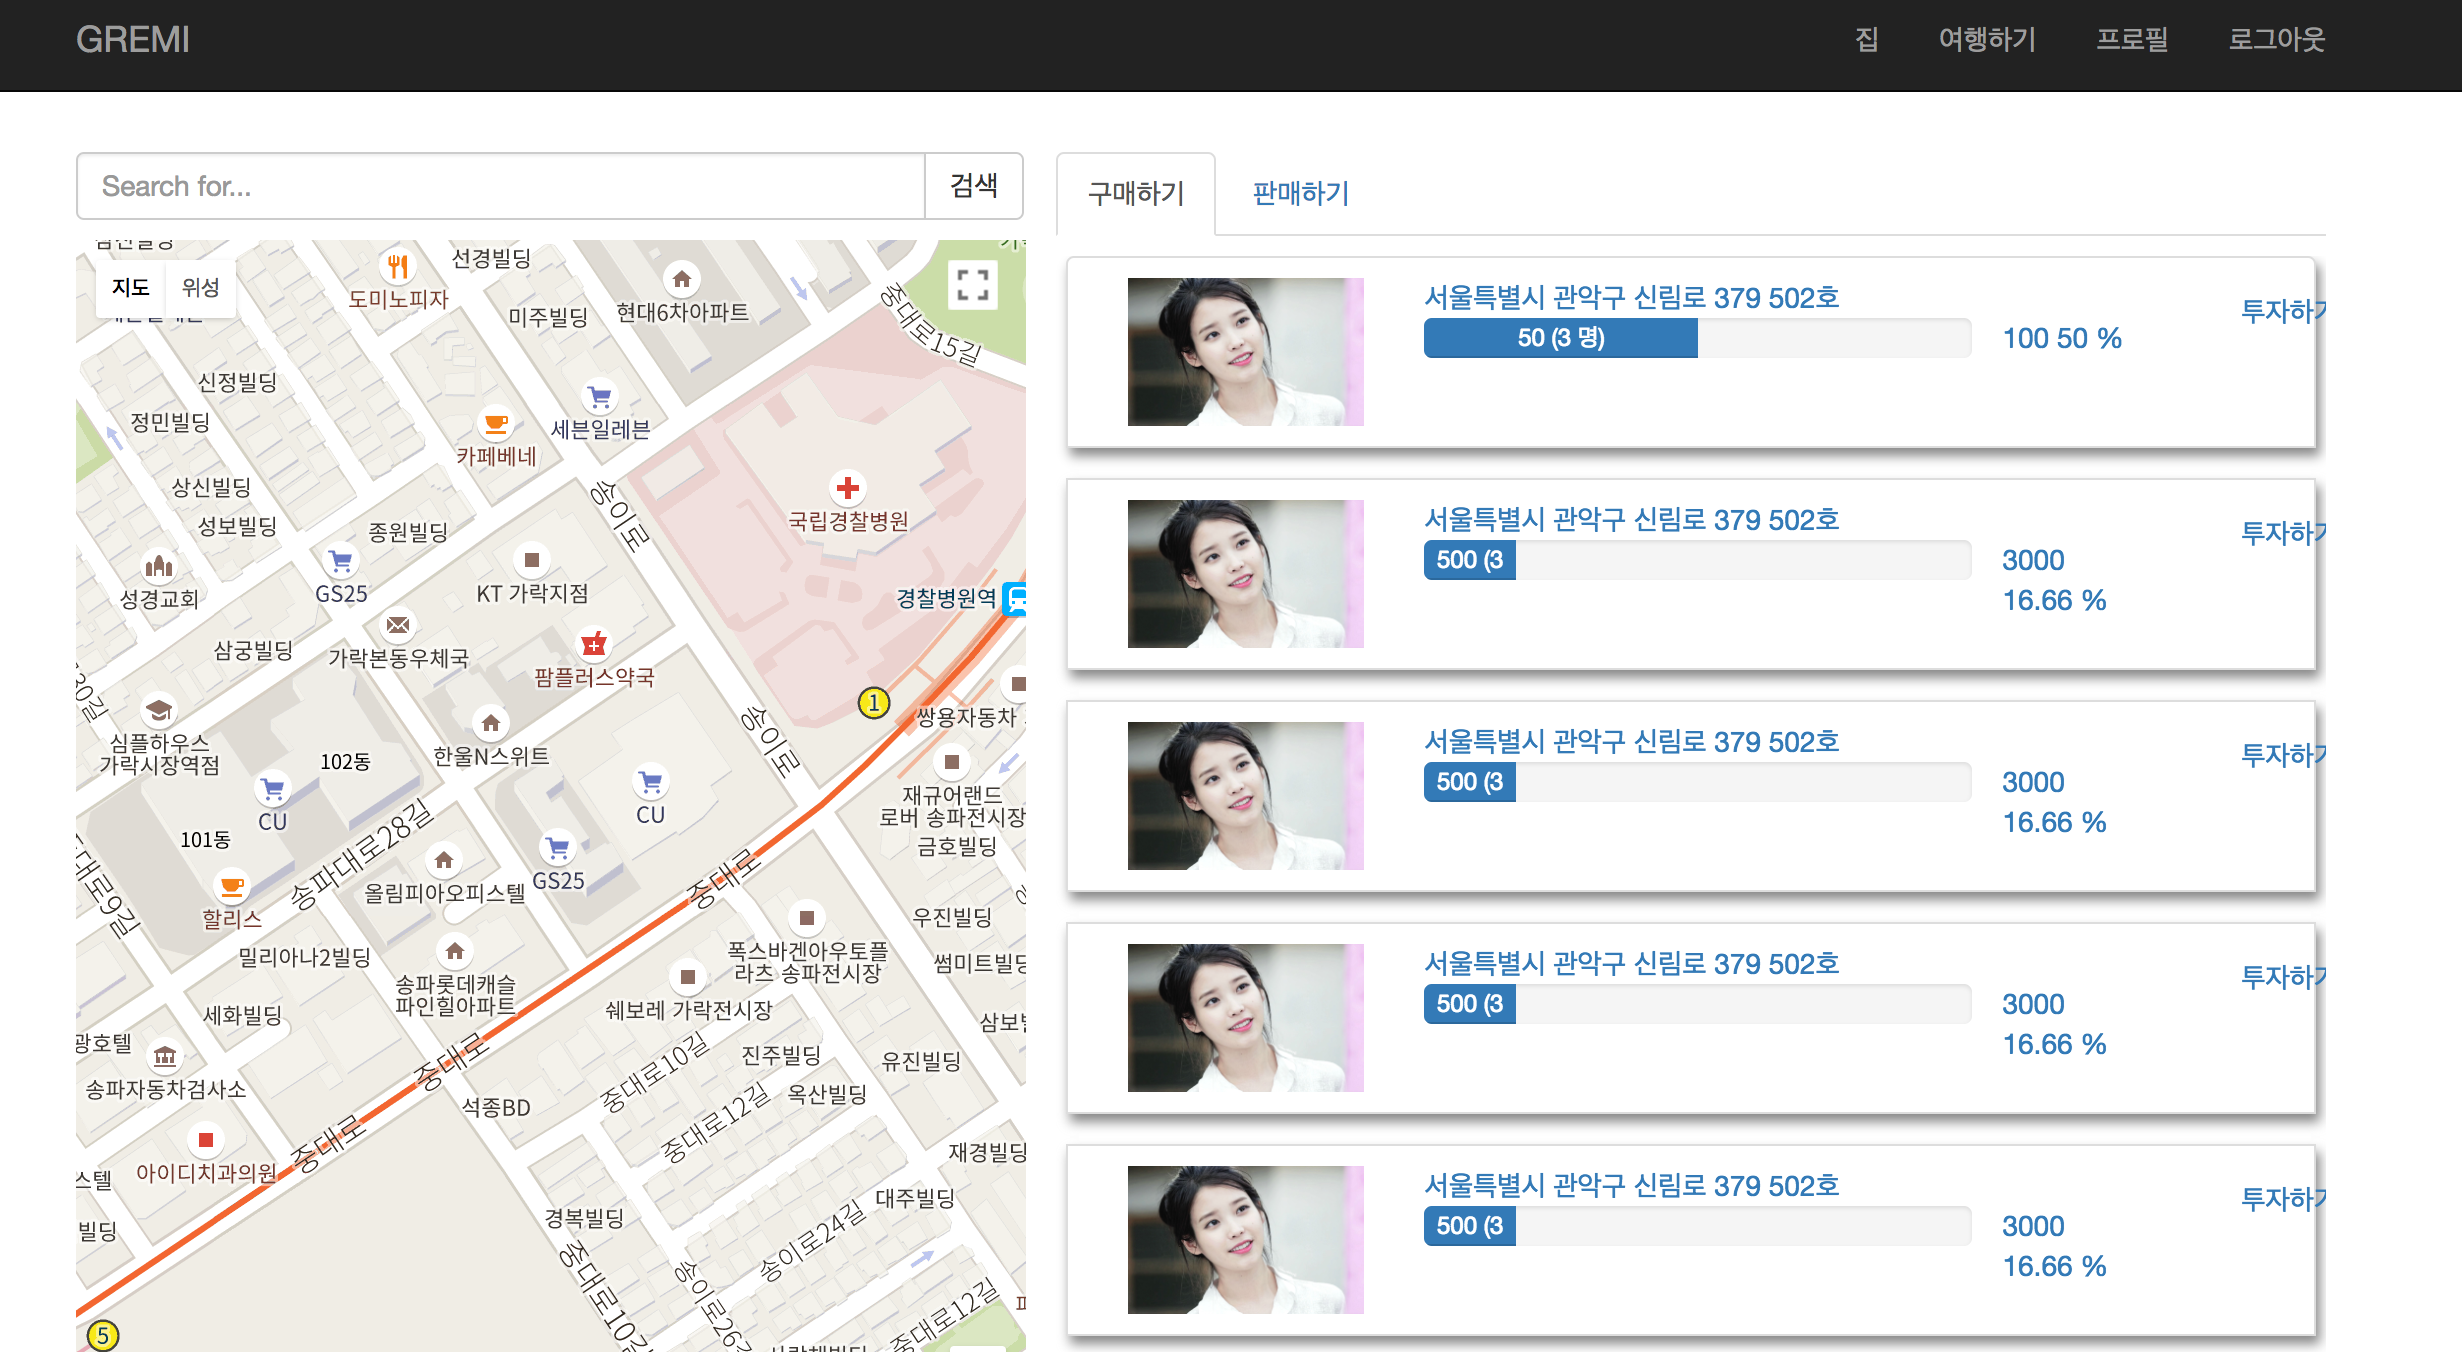 GREMI
집 여행하기 프로필 로그아웃
Search for... 검색
구매하기 판매하기
지도 위성
선경빌딩
도미노피자
미주빌딩
현대6차아파트
중대로15길
신정빌딩
정민빌딩
세븐일레븐
카페베네
상신빌딩
성보빌딩
종원빌딩
송이로
국립경찰병원
GS25
KT 가락지점
성경교회
경찰병원역
삼궁빌딩
가락본동우체국
팜플러스약국
1
쌍용자동차
심플하우스
가락시장역점
102동
한울N스위트
송이로
CU
CU
재규어랜드
로버 송파전시장
101동
금호빌딩
송파대로28길
GS25
올림피아오피스텔
중대로
할리스
우진빌딩
밀리아나2빌딩
폭스바겐아우토플
라츠 송파전시장
썸미트빌딩
송파롯데캐슬
파인힐아파트
쉐보레 가락전시장
세화빌딩
광호텔
중대로
중대로10길
진주빌딩
유진빌딩
송파자동차검사소
옥산빌딩
석종BD
중대로12길
중대로
아이디치과의원
재경빌딩
스텔
대주빌딩
경복빌딩
빌딩
송이로24길
중대로10길
송이로26길
중대로12길
5
서울특별시 관악구 신림로 379 502호
50 (3 명)
100 50 %
투자하기
서울특별시 관악구 신림로 379 502호
500 (3
3000
16.66 %
투자하기
서울특별시 관악구 신림로 379 502호
500 (3
3000
16.66 %
투자하기
서울특별시 관악구 신림로 379 502호
500 (3
3000
16.66 %
투자하기
서울특별시 관악구 신림로 379 502호
500 (3
3000
16.66 %
투자하기